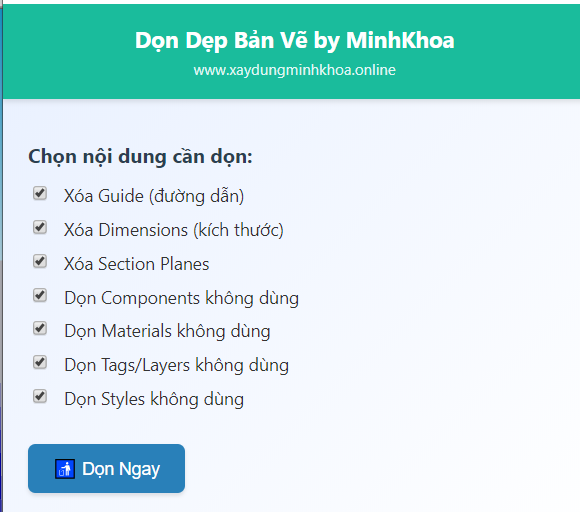 Dọn Dẹp Bản Vẽ by MinhKhoa
www.xaydungminhkhoa.online
Chọn nội dung cần dọn:
Xóa Guide (đường dẫn)
Xóa Dimensions (kích thước)
Xóa Section Planes
Dọn Components không dùng
Dọn Materials không dùng
Dọn Tags/Layers không dùng
Dọn Styles không dùng
Dọn Ngay